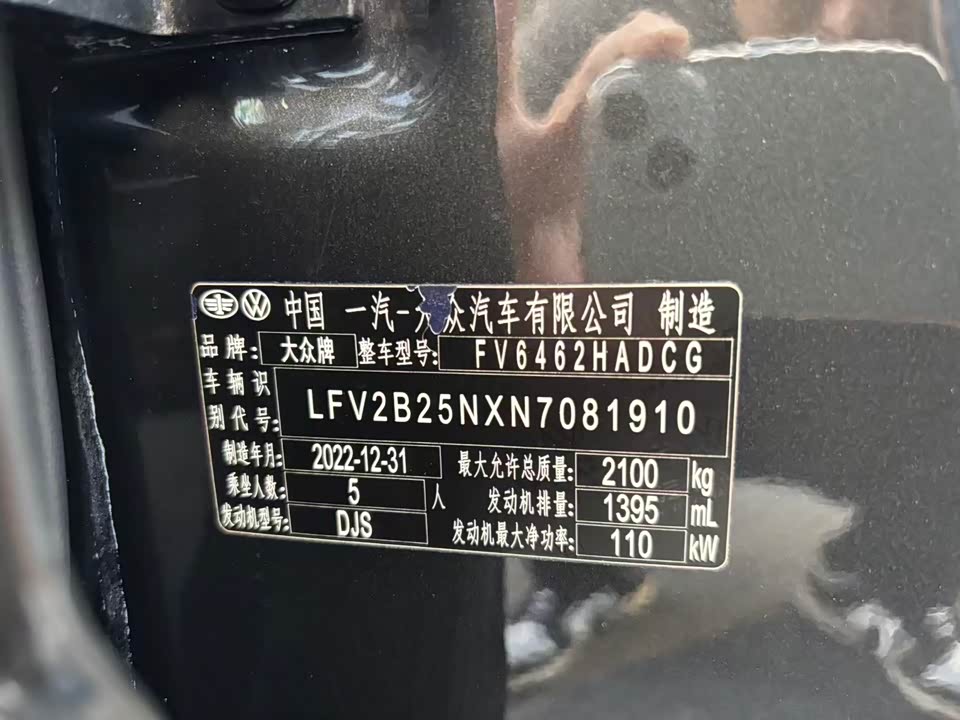 中国 一汽-大众汽车有限公司 制造
品牌: 大众牌 整车型号: FV6462HADCG
车辆识别代号: LFV2B25NXN7081910
制造年月: 2022-12-31 最大允许总质量: 2100 kg
乘坐人数: 5 人 发动机排量: 1395 mL
发动机型号: DJS 发动机最大净功率: 110 kW